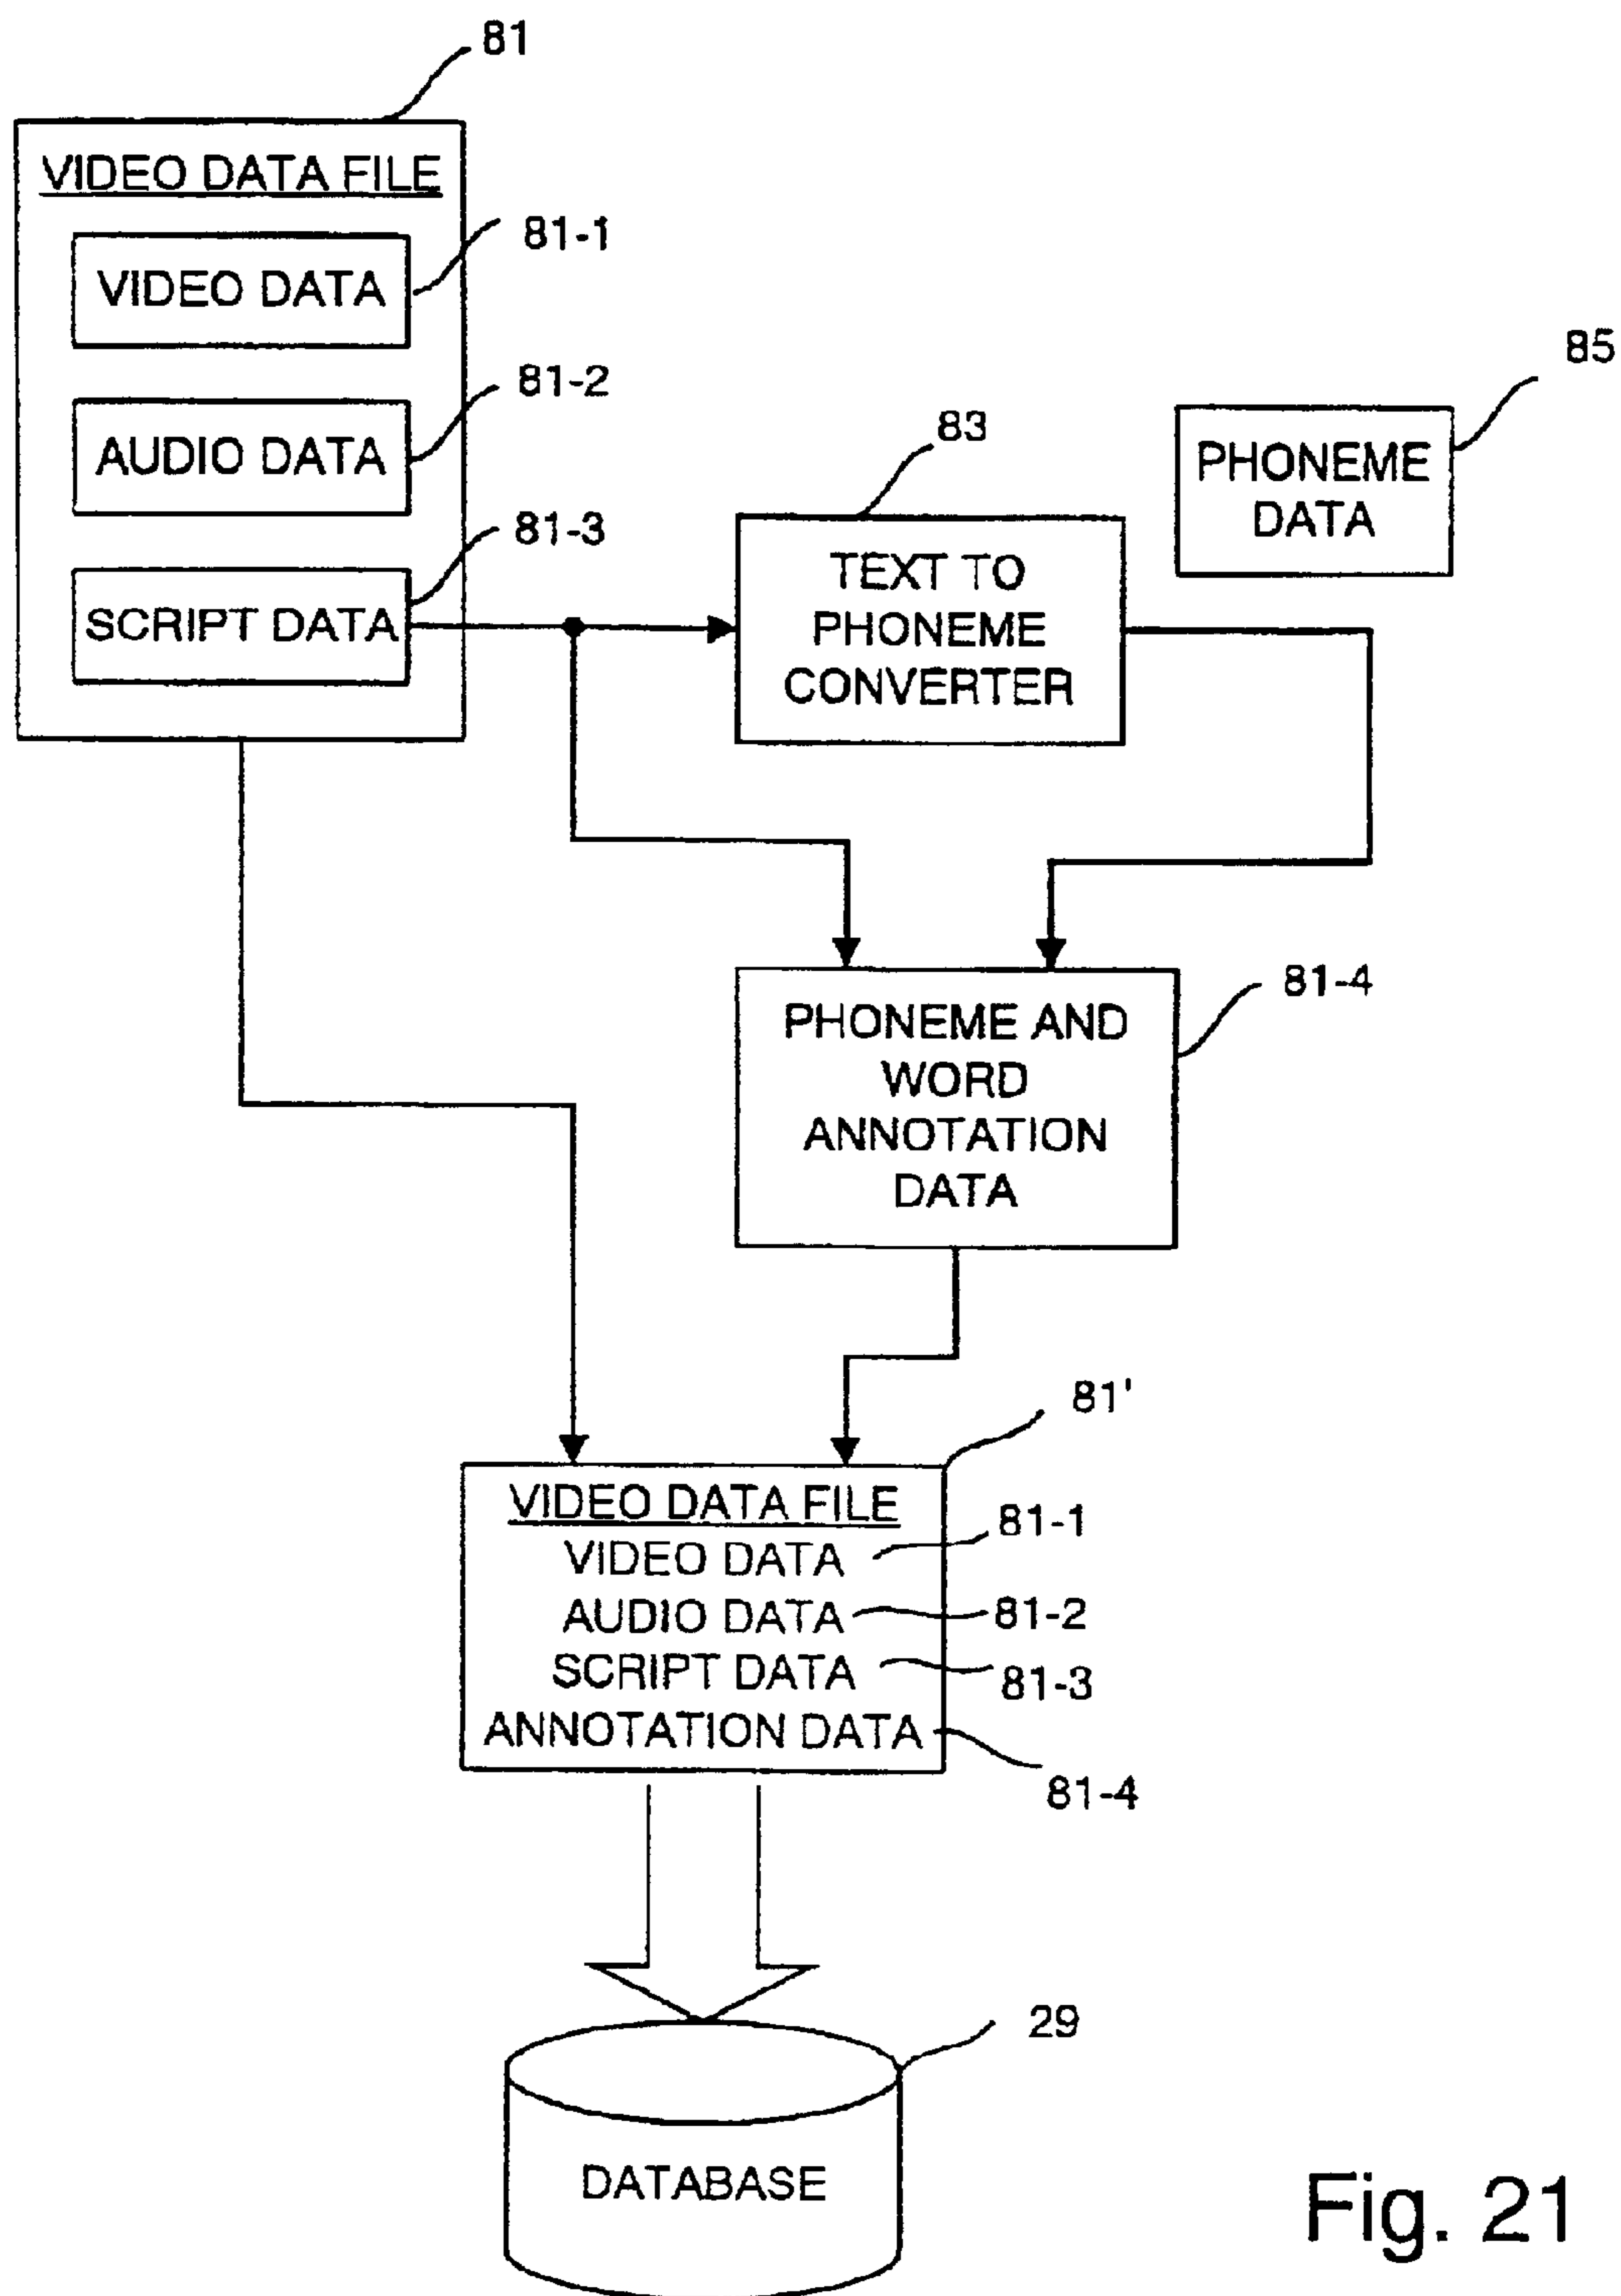 81
VIDEO DATA FILE
81-1
VIDEO DATA
81-2
AUDIO DATA
81-3
SCRIPT DATA
83
TEXT TO
PHONEME
CONVERTER
85
PHONEME
DATA
81-4
PHONEME AND
WORD
ANNOTATION
DATA
81'
VIDEO DATA FILE
VIDEO DATA 81-1
AUDIO DATA 81-2
SCRIPT DATA 81-3
ANNOTATION DATA
81-4
29
DATABASE
Fig. 21